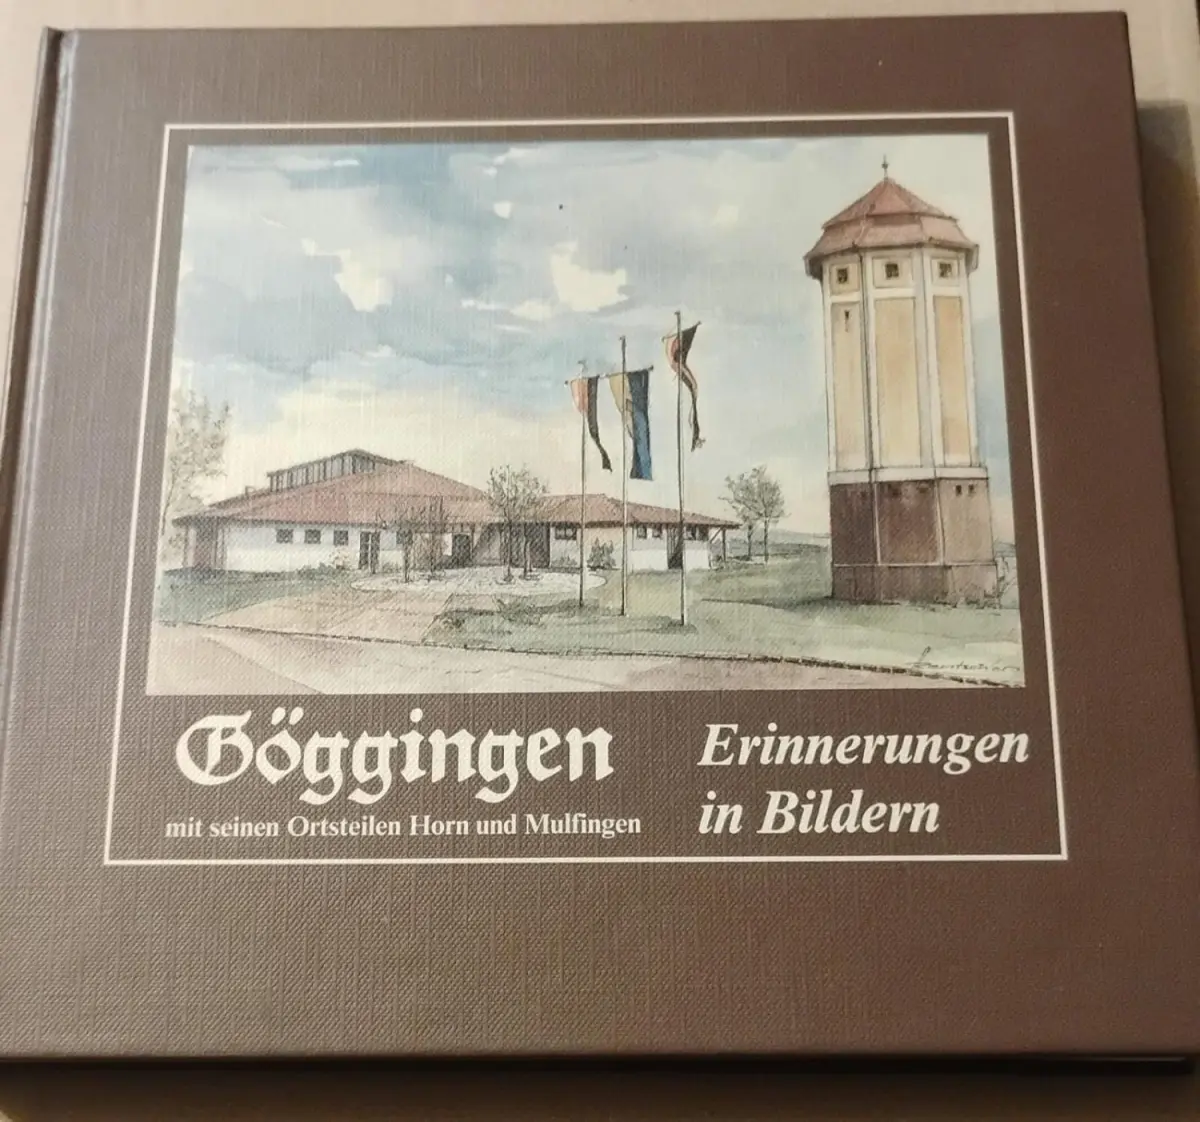 Göggingen
mit seinen Ortsteilen Horn und Mulfingen
Erinnerungen
in Bildern